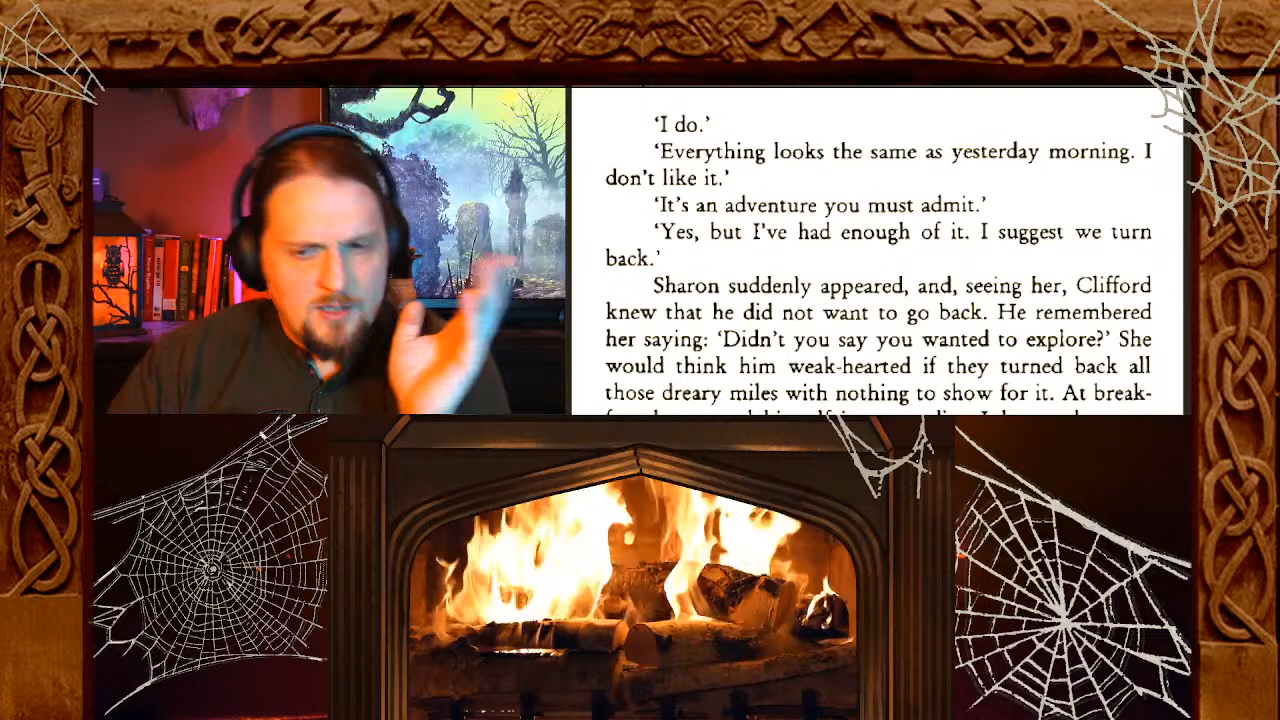 ‘I do.’
‘Everything looks the same as yesterday morning. I
don’t like it.’
‘It’s an adventure you must admit.’
‘Yes, but I’ve had enough of it. I suggest we turn
back.’
Sharon suddenly appeared, and, seeing her, Clifford
knew that he did not want to go back. He remembered
her saying: ‘Didn’t you say you wanted to explore?’ She
would think him weak-hearted if they turned back all
those dreary miles with nothing to show for it. At break-